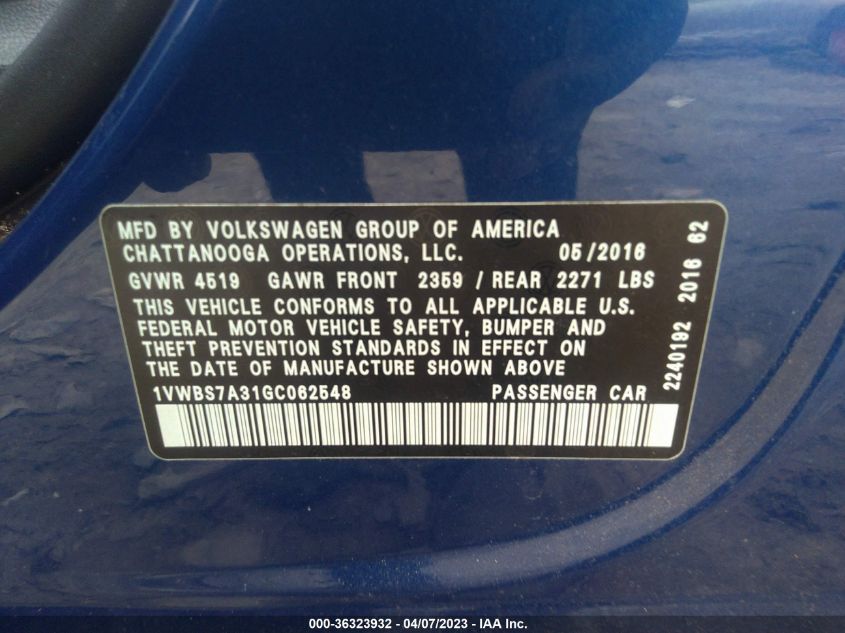 MFD BY VOLKSWAGEN GROUP OF AMERICA
CHATTANOOGA OPERATIONS, LLC. 05/2016
GVWR 4519 GAWR FRONT 2359 / REAR 2271 LBS
THIS VEHICLE CONFORMS TO ALL APPLICABLE U.S.
FEDERAL MOTOR VEHICLE SAFETY, BUMPER AND
THEFT PREVENTION STANDARDS IN EFFECT ON
THE DATE OF MANUFACTURE SHOWN ABOVE
1VWBS7A31GC062548 PASSENGER CAR
2240192 2016 62
000-36323932 - 04/07/2023 - IAA Inc.